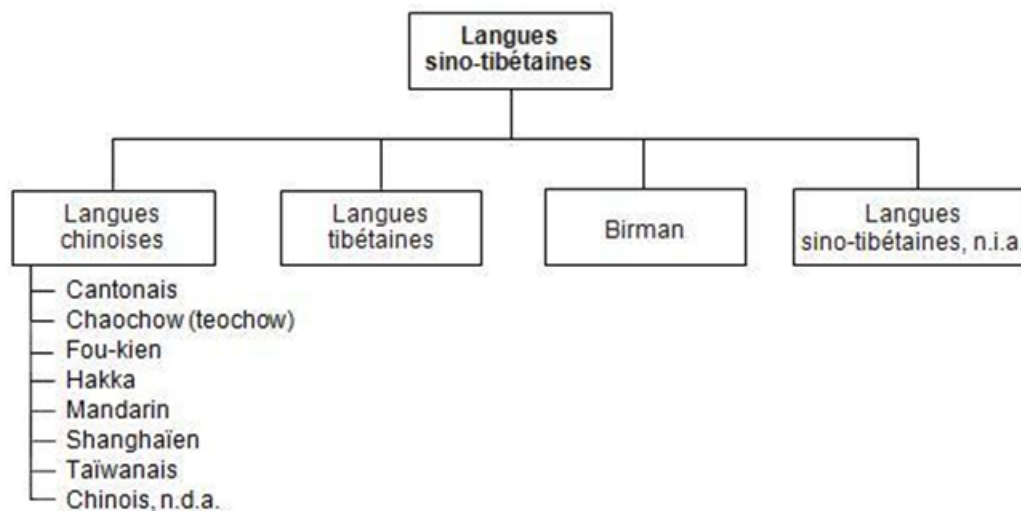 Langues
sino-tibétaines
Langues
chinoises
Langues
tibétaines
Birman
Langues
sino-tibétaines, n.i.a.
Cantonais
Chaochow (teochow)
Fou-kien
Hakka
Mandarin
Shanghaïen
Taïwanais
Chinois, n.d.a.